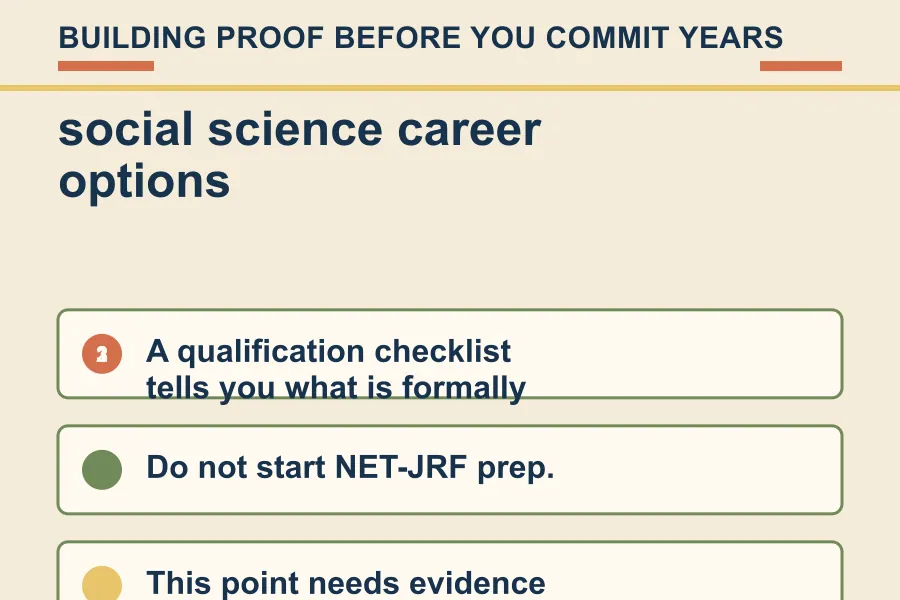 BUILDING PROOF BEFORE YOU COMMIT YEARS
social science career
options
A qualification checklist
tells you what is formally
Do not start NET-JRF prep.
This point needs evidence